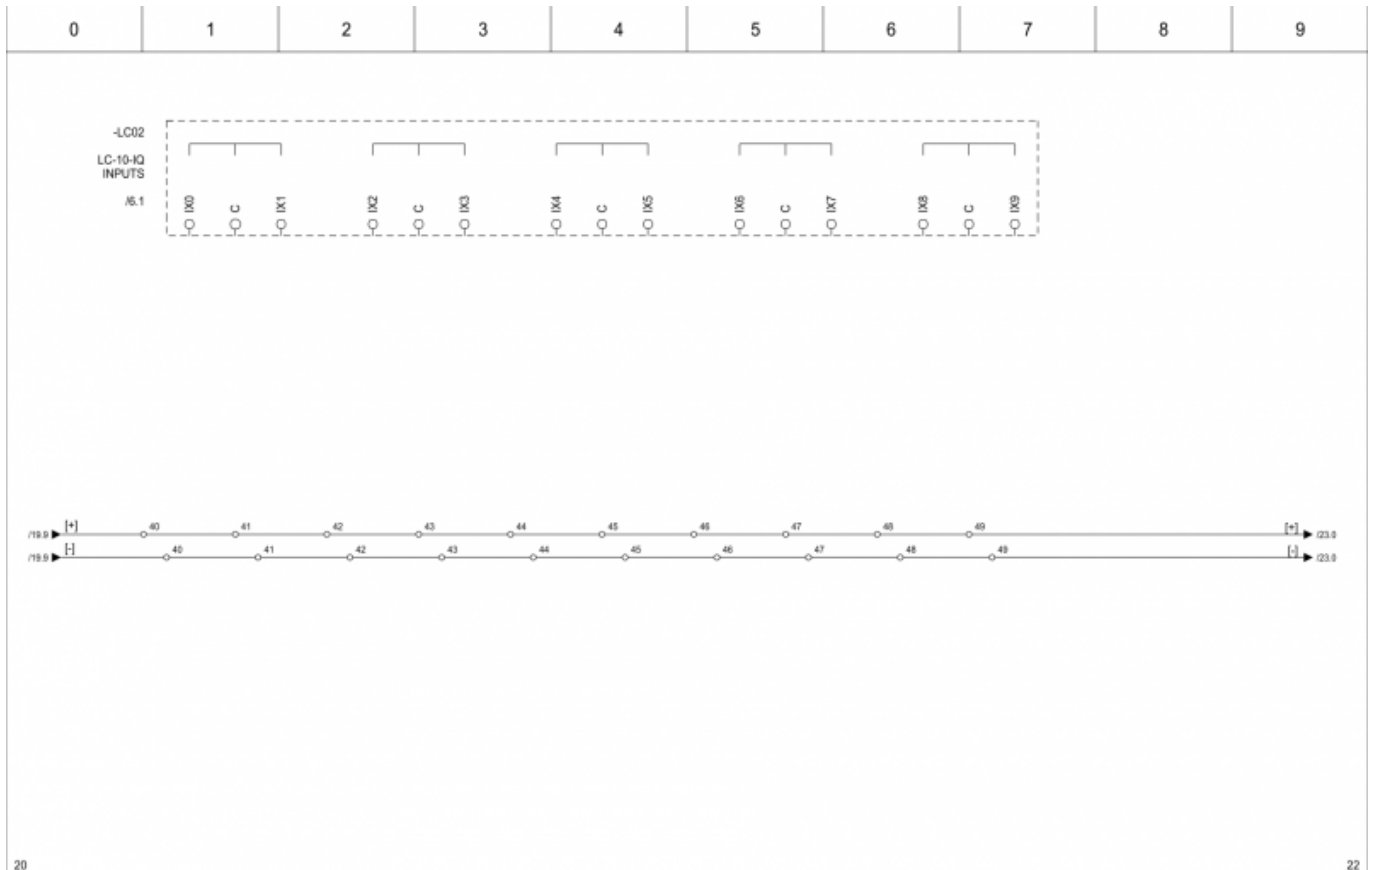 0 1 2 3 4 5 6 7 8 9
-LC02
LC-10-IQ
INPUTS
/6.1
IX0 C IX1 IX2 C IX3 IX4 C IX5 IX6 C IX7 IX8 C IX9
/19.9 [+] 40 41 42 43 44 45 46 47 48 49 [+] /23.0
/19.9 [-] 40 41 42 43 44 45 46 47 48 49 [-] /23.0
20 22